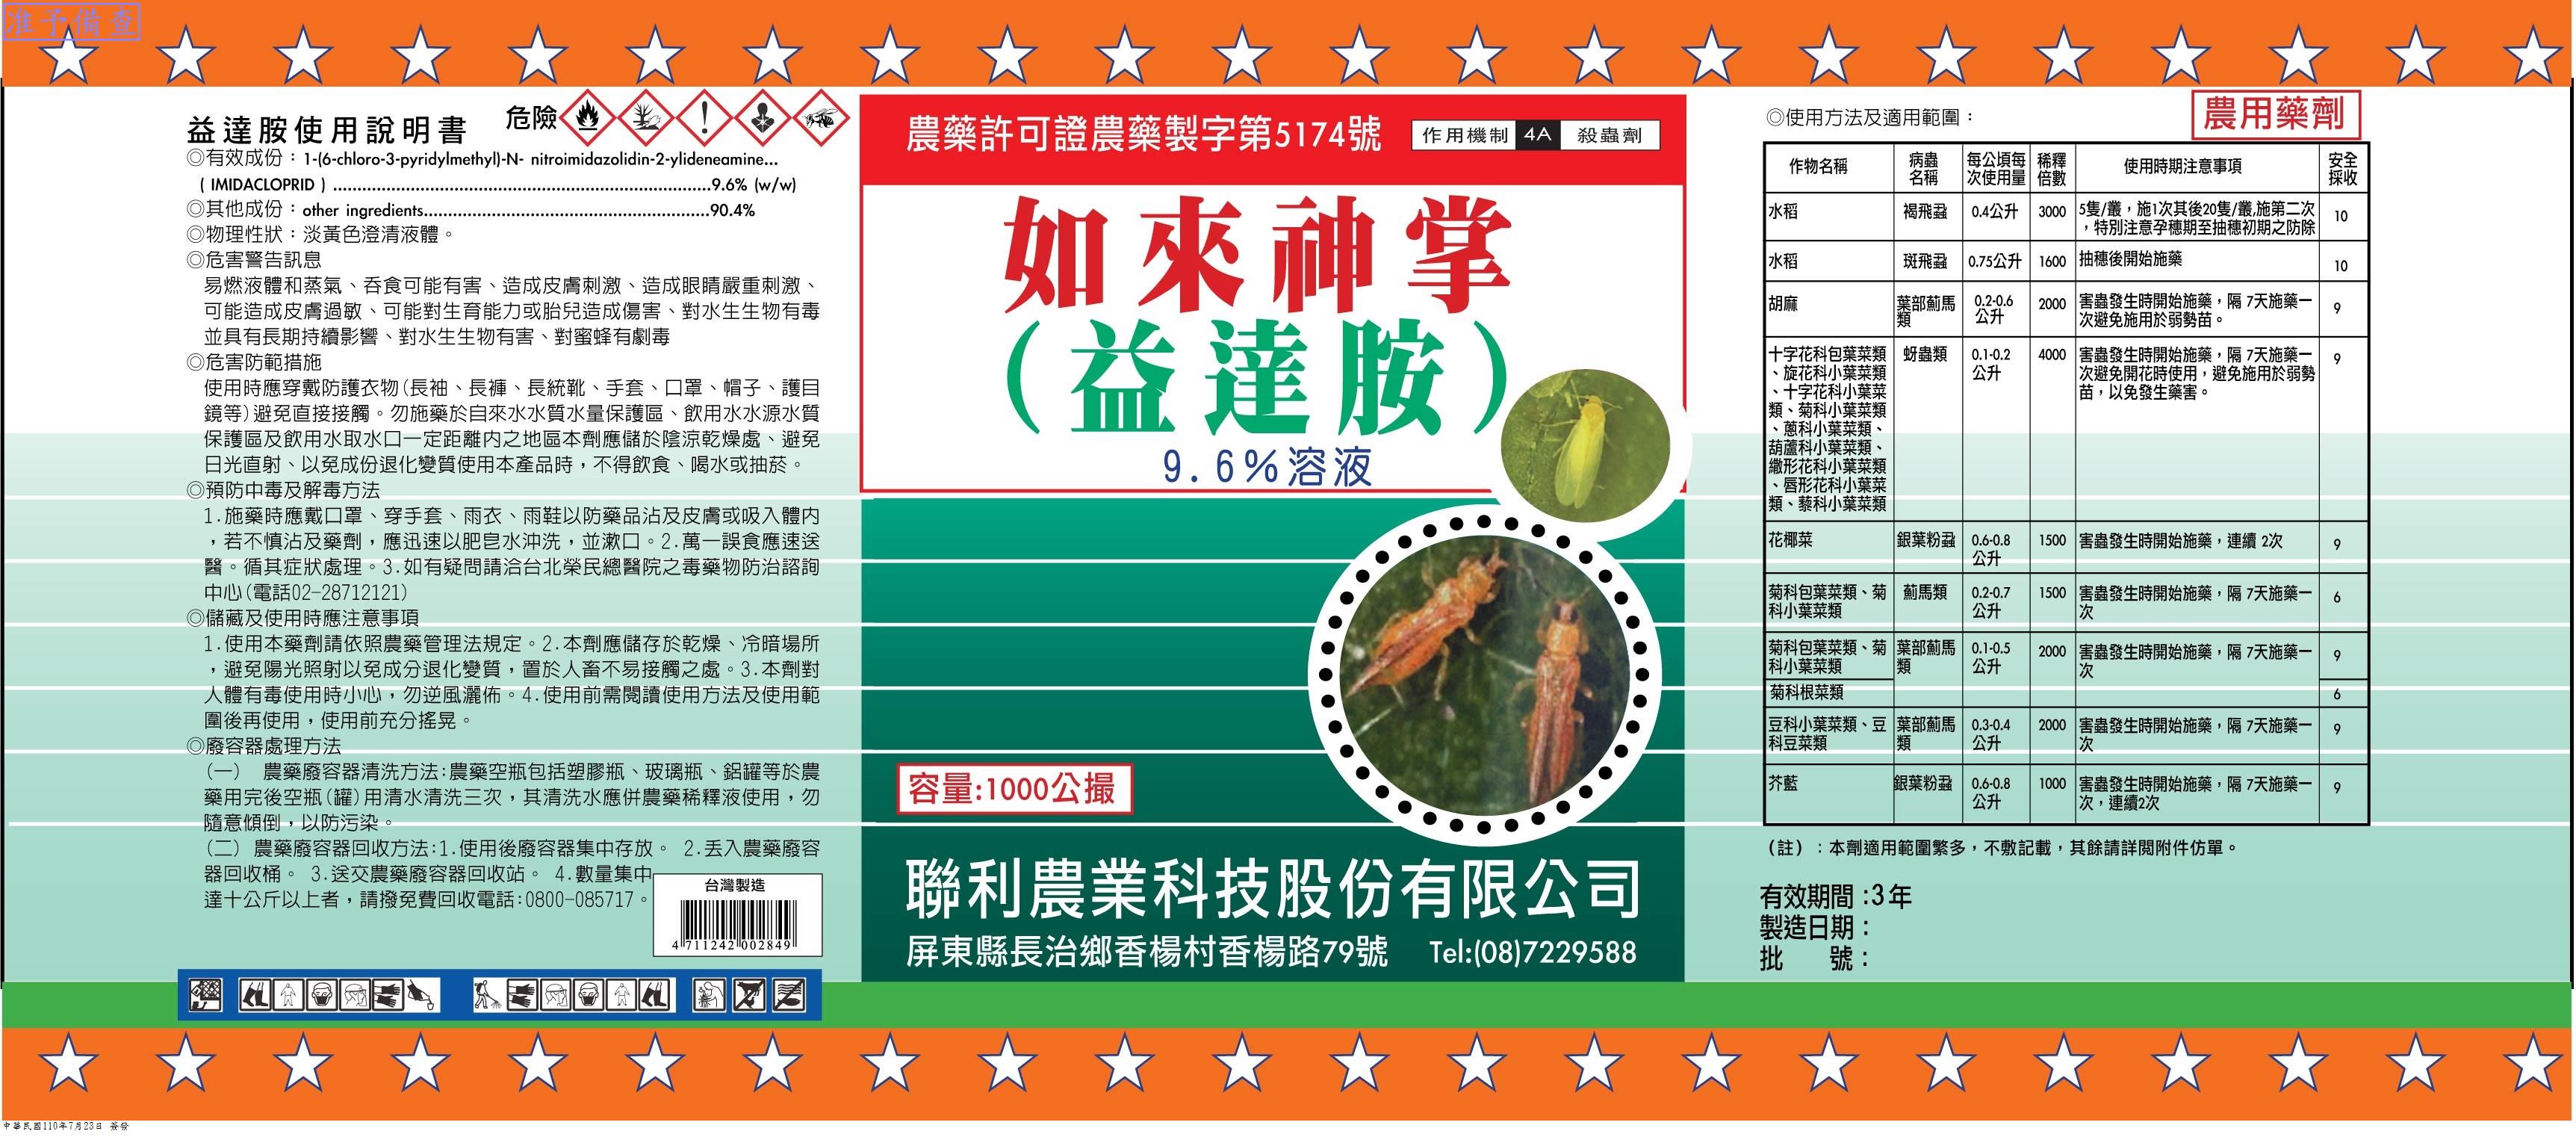 准予備查
益達胺使用說明書 危險
◎有效成份：1-(6-chloro-3-pyridylmethyl)-N- nitroimidazolidin-2-ylideneamine...
( IMIDACLOPRID ) ..............................................................................9.6% (w/w)
◎其他成份：other ingredients...........................................................90.4%
◎物理性狀：淡黃色澄清液體。
◎危害警告訊息
易燃液體和蒸氣、吞食可能有害、造成皮膚刺激、造成眼睛嚴重刺激、
可能造成皮膚過敏、可能對生育能力或胎兒造成傷害、對水生生物有毒
並具有長期持續影響、對水生生物有害、對蜜蜂有劇毒
◎危害防範措施
使用時應穿戴防護衣物(長袖、長褲、長統靴、手套、口罩、帽子、護目
鏡等)避免直接接觸。勿施藥於自來水水質水量保護區、飲用水水源水質
保護區及飲用水取水口一定距離內之地區本劑應儲於陰涼乾燥處、避免
日光直射、以免成份退化變質使用本產品時，不得飲食、喝水或抽菸。
◎預防中毒及解毒方法
1.施藥時應戴口罩、穿手套、雨衣、雨鞋以防藥品沾及皮膚或吸入體內
，若不慎沾及藥劑，應迅速以肥皂水沖洗，並漱口。2.萬一誤食應速送
醫。循其症狀處理。3.如有疑問請洽台北榮民總醫院之毒藥物防治諮詢
中心(電話02-28712121)
◎儲藏及使用時應注意事項
1.使用本藥劑請依照農藥管理法規定。2.本劑應儲存於乾燥、冷暗場所
，避免陽光照射以免成分退化變質，置於人畜不易接觸之處。3.本劑對
人體有毒使用時小心，勿逆風灑佈。4.使用前需閱讀使用方法及使用範
圍後再使用，使用前充分搖晃。
◎廢容器處理方法
(一) 農藥廢容器清洗方法:農藥空瓶包括塑膠瓶、玻璃瓶、鋁罐等於農
藥用完後空瓶(罐)用清水清洗三次，其清洗水應併農藥稀釋液使用，勿
隨意傾倒，以防污染。
(二) 農藥廢容器回收方法:1.使用後廢容器集中存放。 2.丟入農藥廢容
器回收桶。 3.送交農藥廢容器回收站。 4.數量集中
達十公斤以上者，請撥免費回收電話:0800-085717。
台灣製造
4 711242 002849
農藥許可證農藥製字第5174號 作用機制 4A 殺蟲劑
如來神掌
(益達胺)
9.6%溶液
容量:1000公撮
聯利農業科技股份有限公司
屏東縣長治鄉香楊村香楊路79號 Tel:(08)7229588
◎使用方法及適用範圍： 農用藥劑
作物名稱 病蟲名稱 每公頃每次使用量 稀釋倍數 使用時期注意事項 安全採收
水稻 褐飛蝨 0.4公升 3000 5隻/叢，施1次其後20隻/叢,施第二次 10
，特別注意孕穗期至抽穗初期之防除
水稻 斑飛蝨 0.75公升 1600 抽穗後開始施藥 10
胡麻 葉部薊馬 0.2-0.6 2000 害蟲發生時開始施藥，隔 7天施藥一 9
類 公升 次避免施用於弱勢苗。
十字花科包葉菜類 蚜蟲類 0.1-0.2 4000 害蟲發生時開始施藥，隔 7天施藥一 9
、旋花科小葉菜類 公升 次避免開花時使用，避免施用於弱勢
、十字花科小葉菜 苗，以免發生藥害。
類、菊科小葉菜類
、蔥科小葉菜類、
葫蘆科小葉菜類、
繖形花科小葉菜類
、唇形花科小葉菜
類、藜科小葉菜類
花椰菜 銀葉粉蝨 0.6-0.8 1500 害蟲發生時開始施藥，連續 2次 9
公升
菊科包葉菜類、菊 薊馬類 0.2-0.7 1500 害蟲發生時開始施藥，隔 7天施藥一 6
科小葉菜類 公升 次
菊科包葉菜類、菊 葉部薊馬 0.1-0.5 2000 害蟲發生時開始施藥，隔 7天施藥一 9
科小葉菜類 類 公升 次
菊科根菜類 6
豆科小葉菜類、豆 葉部薊馬 0.3-0.4 2000 害蟲發生時開始施藥，隔 7天施藥一 9
科豆菜類 類 公升 次
芥藍 銀葉粉蝨 0.6-0.8 1000 害蟲發生時開始施藥，隔 7天施藥一 9
公升 次，連續2次
（註）：本劑適用範圍繁多，不敷記載，其餘請詳閱附件仿單。
有效期間 :3年
製造日期：
批 號：
中華民國110年7月23日 簽發